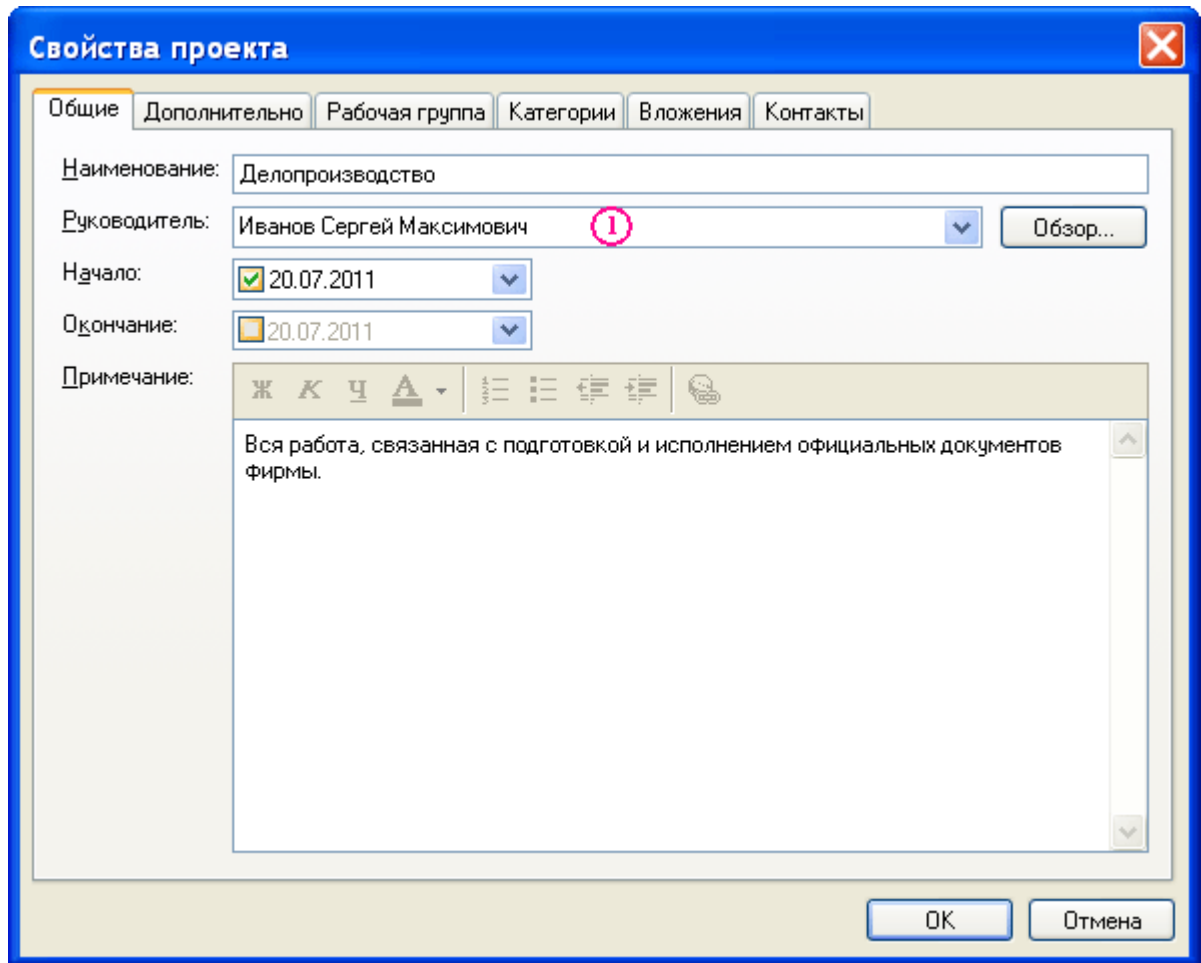 Свойства проекта
Общие Дополнительно Рабочая группа Категории Вложения Контакты
Наименование: Делопроизводство
Руководитель: Иванов Сергей Максимович 1 Обзор...
Начало: 20.07.2011
Окончание: 20.07.2011
Примечание: Ж К Ч А
Вся работа, связанная с подготовкой и исполнением официальных документов
фирмы.
OK Отмена